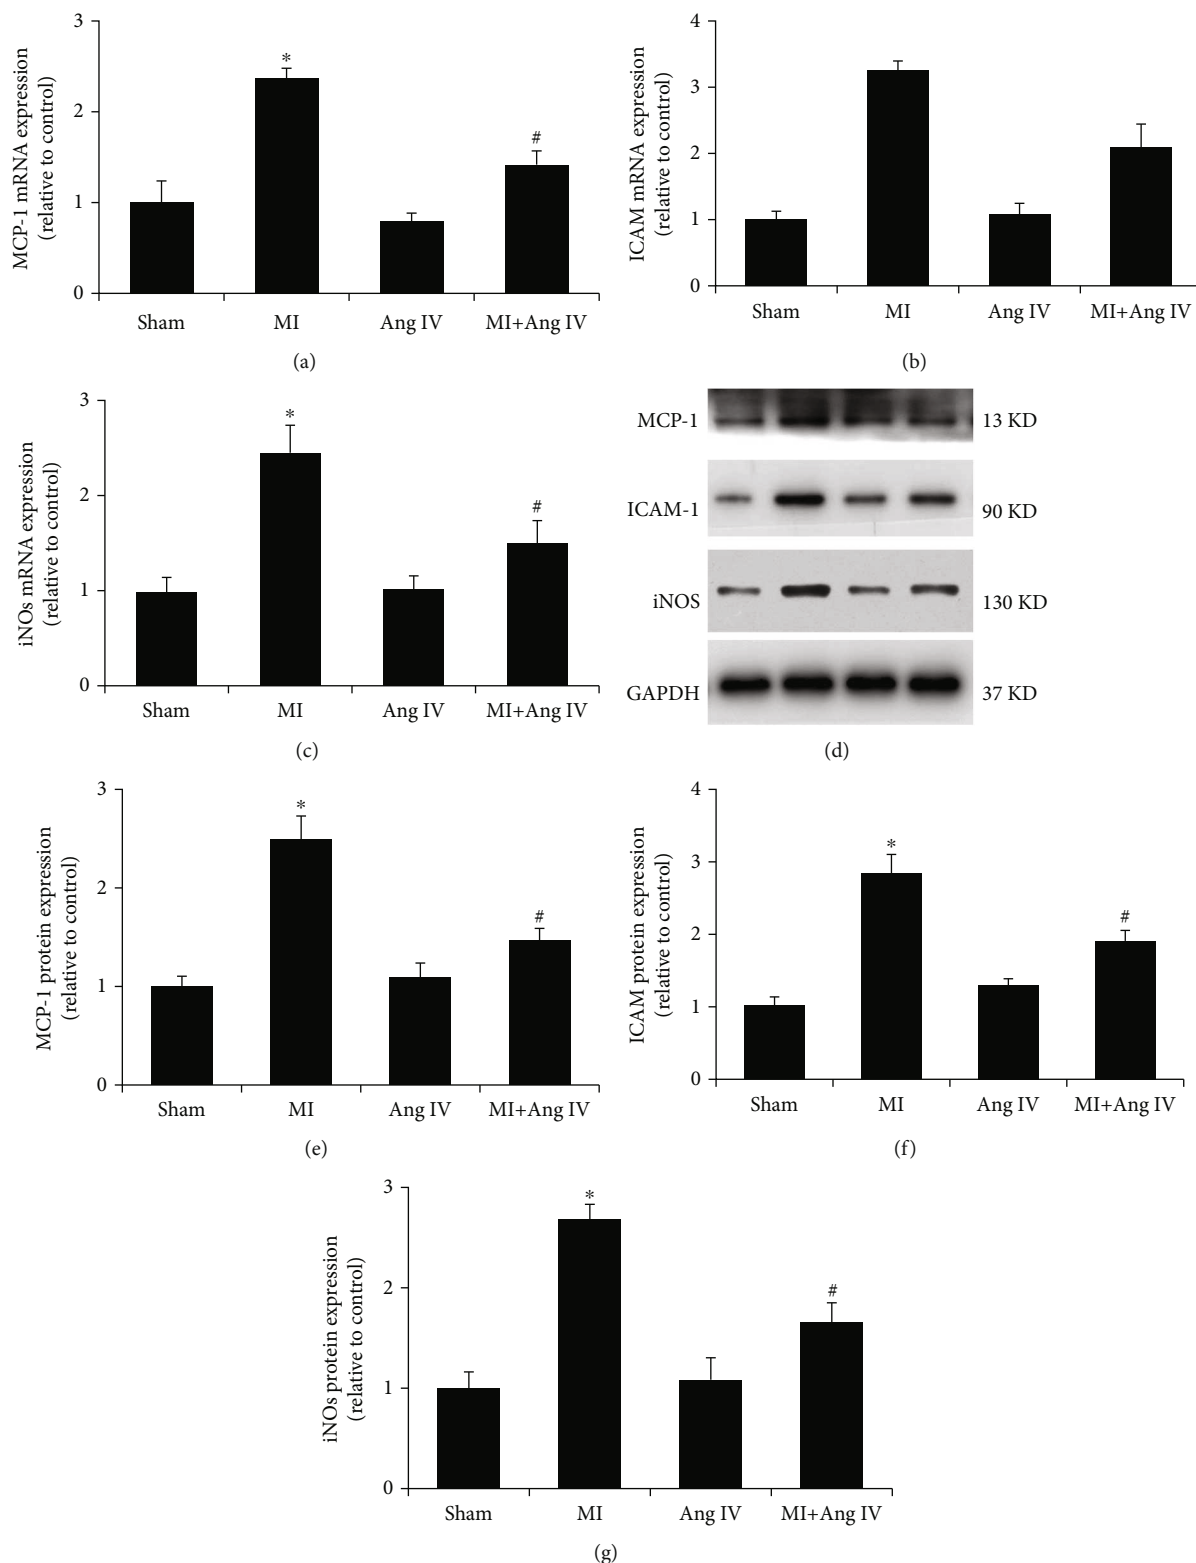 3
2
1
0
MCP-1 mRNA expression
(relative to control)
*
#
Sham MI Ang IV MI+Ang IV
(a)
4
3
2
1
0
ICAM mRNA expression
(relative to control)
Sham MI Ang IV MI+Ang IV
(b)
3
2
1
0
iNOs mRNA expression
(relative to control)
*
#
Sham MI Ang IV MI+Ang IV
(c)
MCP-1 13 KD
ICAM-1 90 KD
iNOS 130 KD
GAPDH 37 KD
(d)
3
2
1
0
MCP-1 protein expression
(relative to control)
*
#
Sham MI Ang IV MI+Ang IV
(e)
4
3
2
1
0
ICAM protein expression
(relative to control)
*
#
Sham MI Ang IV MI+Ang IV
(f)
3
2
1
0
iNOs protein expression
(relative to control)
*
#
Sham MI Ang IV MI+Ang IV
(g)